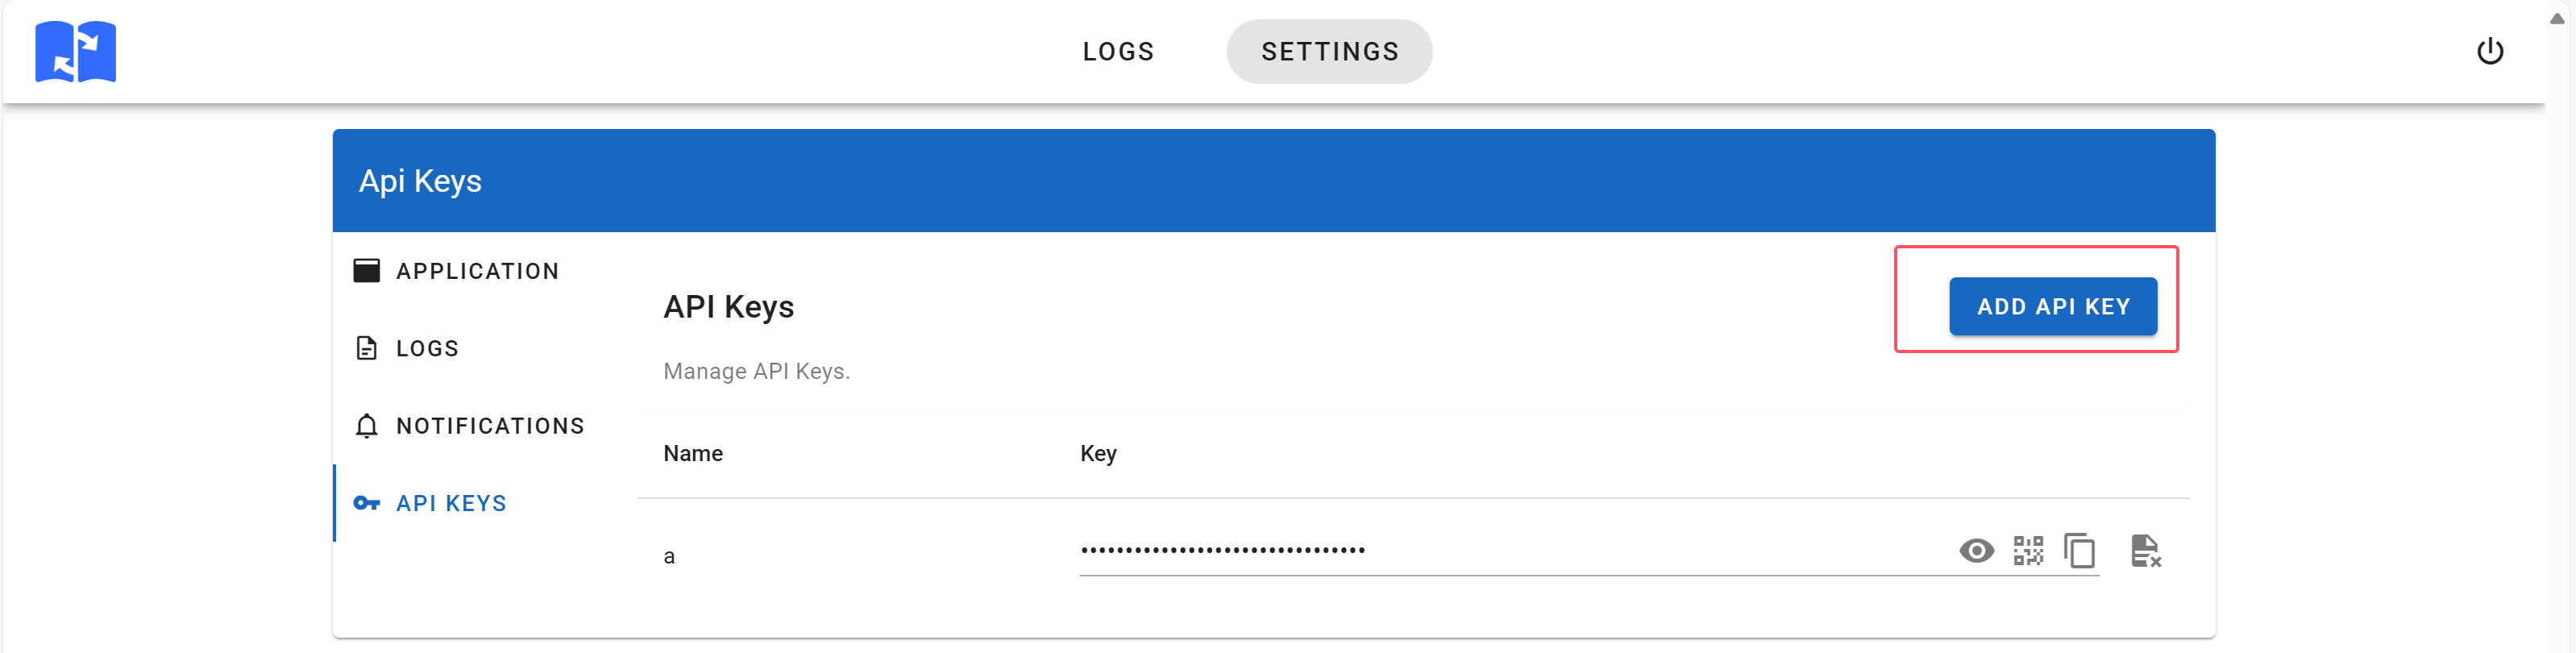 LOGS
SETTINGS
Api Keys
APPLICATION
LOGS
NOTIFICATIONS
API KEYS
API Keys
ADD API KEY
Manage API Keys.
Name
Key
a
••••••••••••••••••••••••••••••••